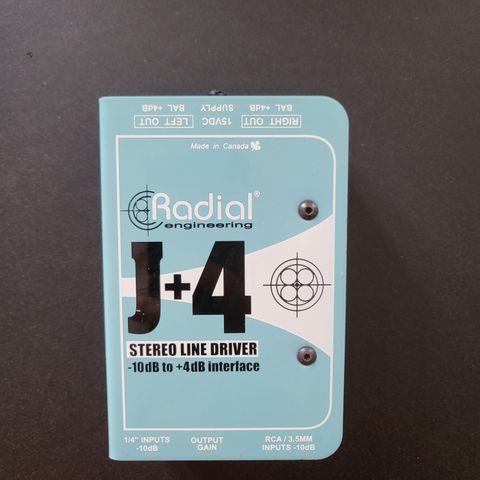 BAL +4dB SUPPLY BAL +4dB
LEFT OUT 15VDC RIGHT OUT
Made in Canada
Radial®
engineering
J+4
STEREO LINE DRIVER
-10dB to +4dB interface
1/4" INPUTS OUTPUT RCA / 3.5MM
-10dB GAIN INPUTS -10dB